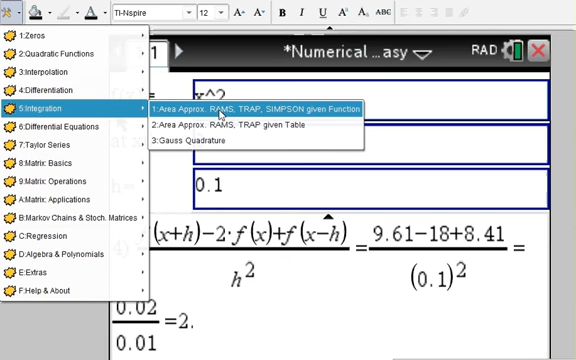 TI-Nspire 12 B I U A A ABC
1:Zeros
2:Quadratic Functions
3:Interpolation
4:Differentiation
5:Integration
6:Differential Equations
7:Taylor Series
8:Matrix: Basics
9:Matrix: Operations
A:Matrix: Applications
B:Markov Chains & Stoch. Matrices
C:Regression
D:Algebra & Polynomials
E:Extras
F:Help & About
1:Area Approx. RAMS, TRAP, SIMPSON given Function
2:Area Approx. RAMS, TRAP given Table
3:Gauss Quadrature
1 *Numerical ...asy RAD
x^2
h = 0.1
(x+h)−2·f(x)+f(x−h) / h^2 = 9.61−18+8.41 / (0.1)^2 =
0.02 / 0.01 =2.